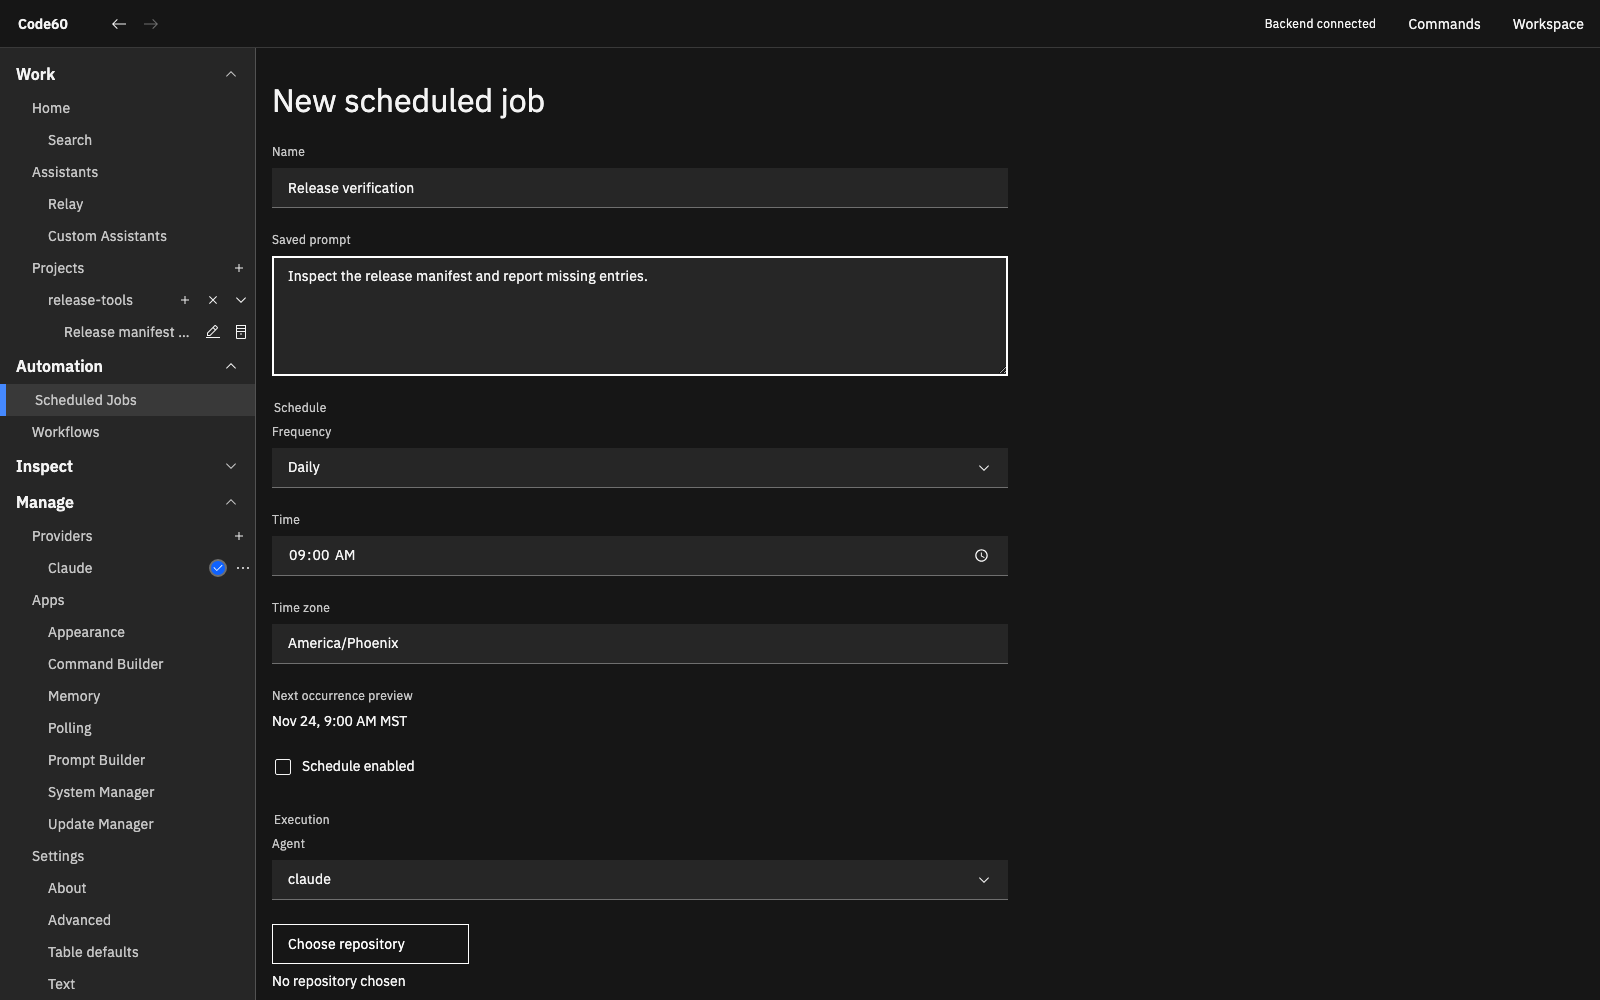 Code60
Backend connected
Commands
Workspace
Work
Home
Search
Assistants
Relay
Custom Assistants
Projects
release-tools
Release manifest ...
Automation
Scheduled Jobs
Workflows
Inspect
Manage
Providers
Claude
Apps
Appearance
Command Builder
Memory
Polling
Prompt Builder
System Manager
Update Manager
Settings
About
Advanced
Table defaults
Text
New scheduled job
Name
Release verification
Saved prompt
Inspect the release manifest and report missing entries.
Schedule
Frequency
Daily
Time
09:00 AM
Time zone
America/Phoenix
Next occurrence preview
Nov 24, 9:00 AM MST
Schedule enabled
Execution
Agent
claude
Choose repository
No repository chosen